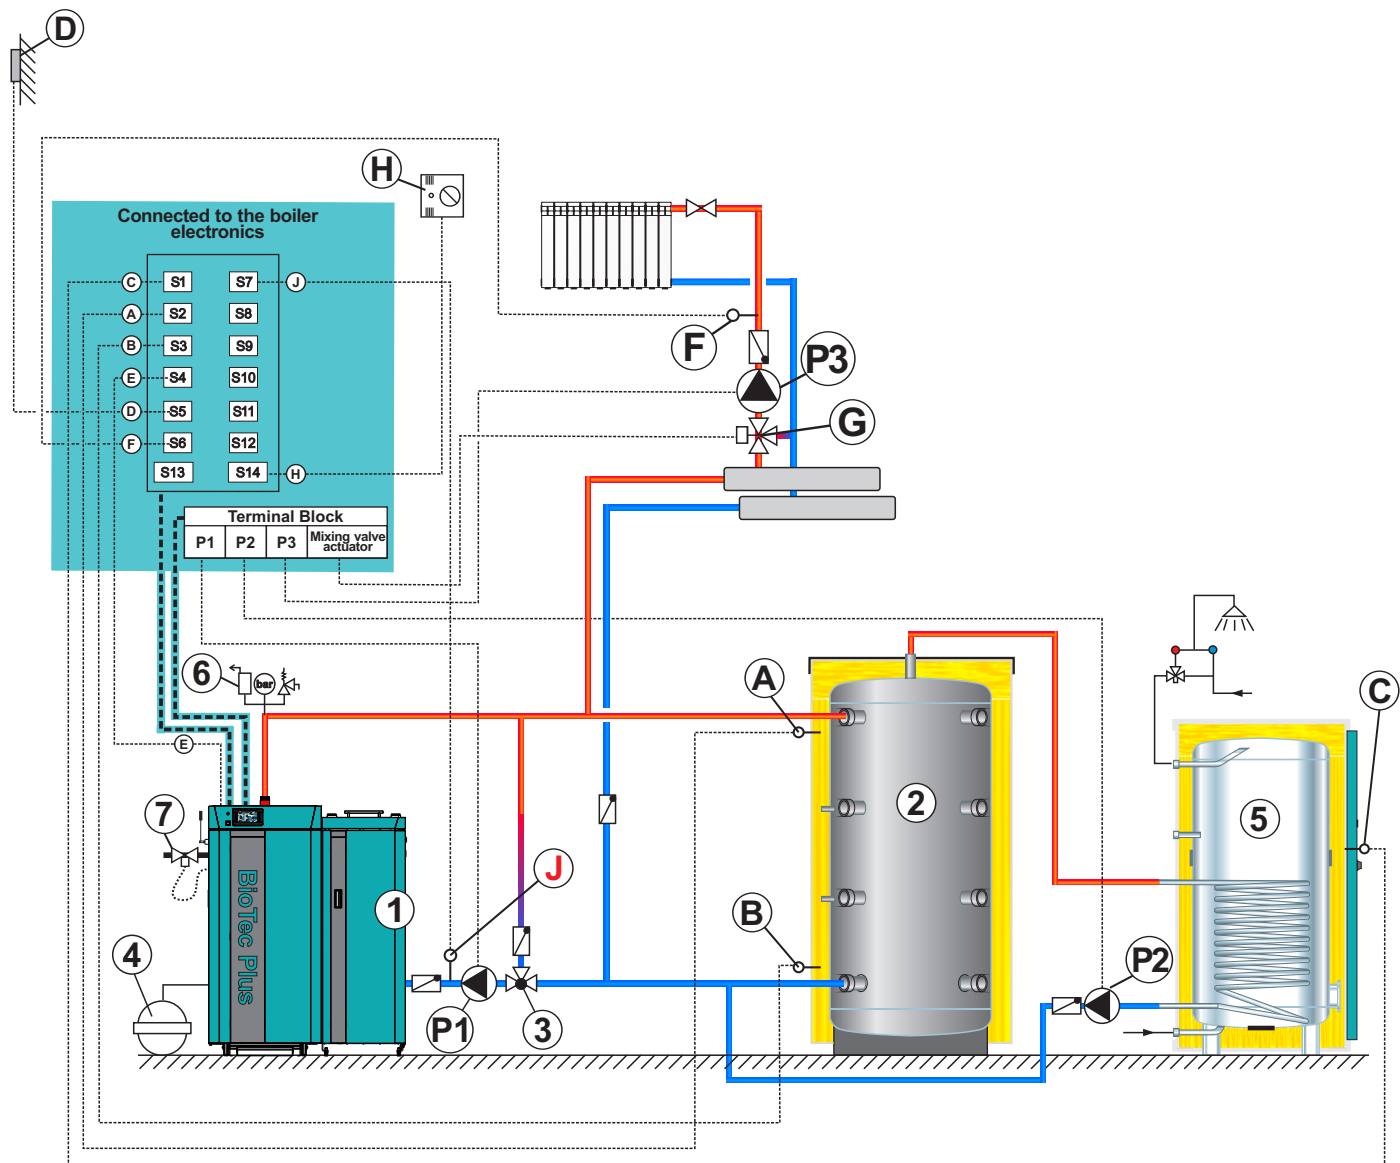 D
H
Connected to the boiler
electronics
C S1 S7 J
A S2 S8
B S3 S9
E S4 S10
D S5 S11
F S6 S12
S13 S14 H
Terminal Block
P1 P2 P3 Mixing valve
actuator
F
P3
G
6
bar
A
C
E
2
5
7
BioTec Plus
J
1
B
4
P1
3
P2